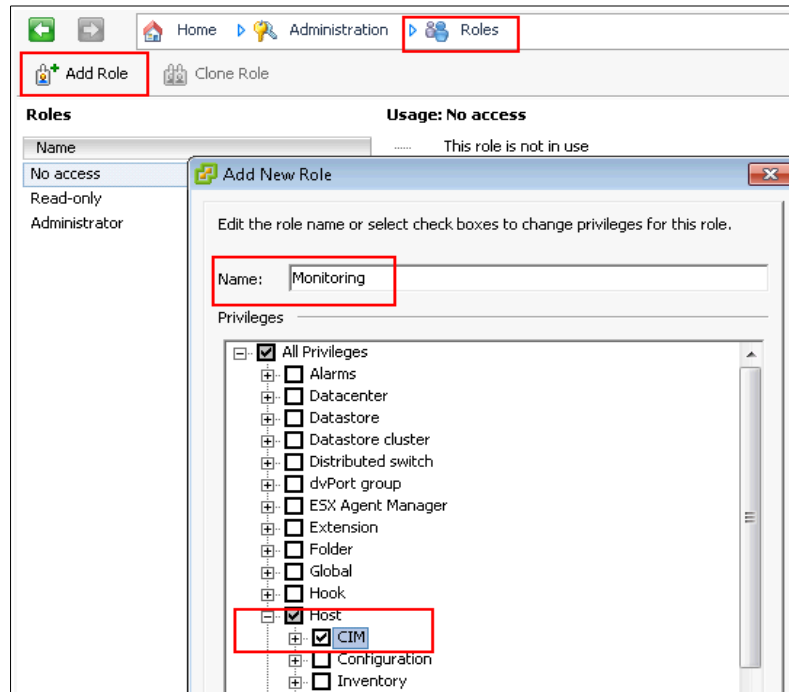 Home Administration Roles
Add Role Clone Role
Roles
Usage: No access
Name
This role is not in use
No access
Read-only
Administrator
Add New Role
Edit the role name or select check boxes to change privileges for this role.
Name: Monitoring
Privileges
All Privileges
Alarms
Datacenter
Datastore
Datastore cluster
Distributed switch
dvPort group
ESX Agent Manager
Extension
Folder
Global
Hook
Host
CIM
Configuration
Inventory